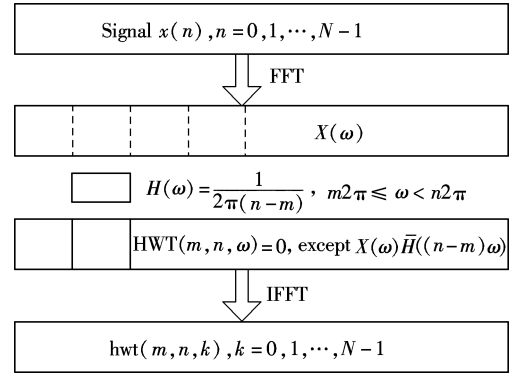 Signal x(n),n=0,1,⋯,N−1
FFT
X(ω)
H(ω)=1/(2π(n−m)), m2π≤ω<n2π
HWT(m,n,ω)=0, except X(ω)H̄((n−m)ω)
IFFT
hwt(m,n,k),k=0,1,⋯,N−1